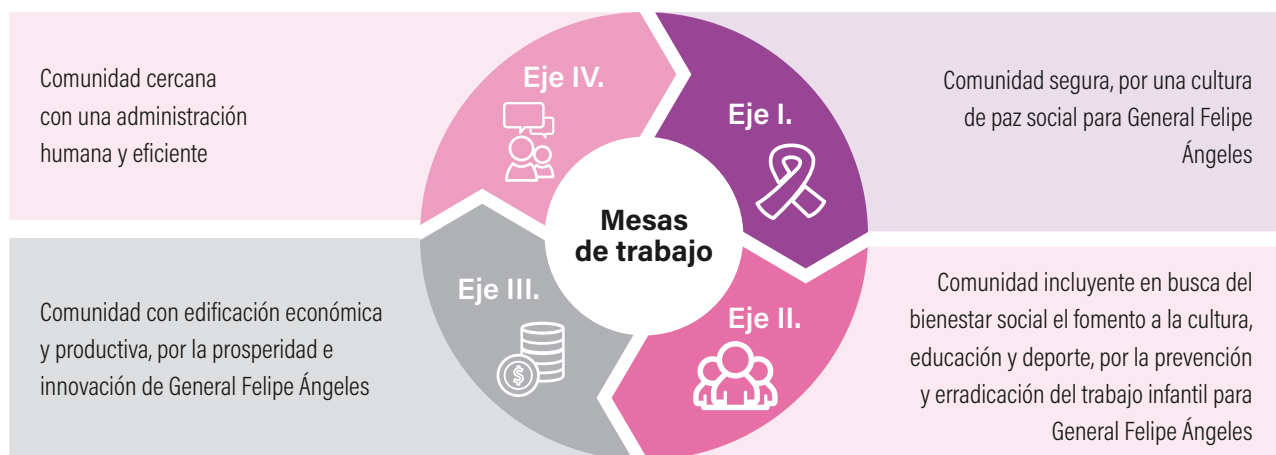 Mesas
de trabajo
Eje I.
Comunidad segura, por una cultura
de paz social para General Felipe
Ángeles
Eje II.
Comunidad incluyente en busca del
bienestar social el fomento a la cultura,
educación y deporte, por la prevención
y erradicación del trabajo infantil para
General Felipe Ángeles
Eje III.
Comunidad con edificación económica
y productiva, por la prosperidad e
innovación de General Felipe Ángeles
Eje IV.
Comunidad cercana
con una administración
humana y eficiente